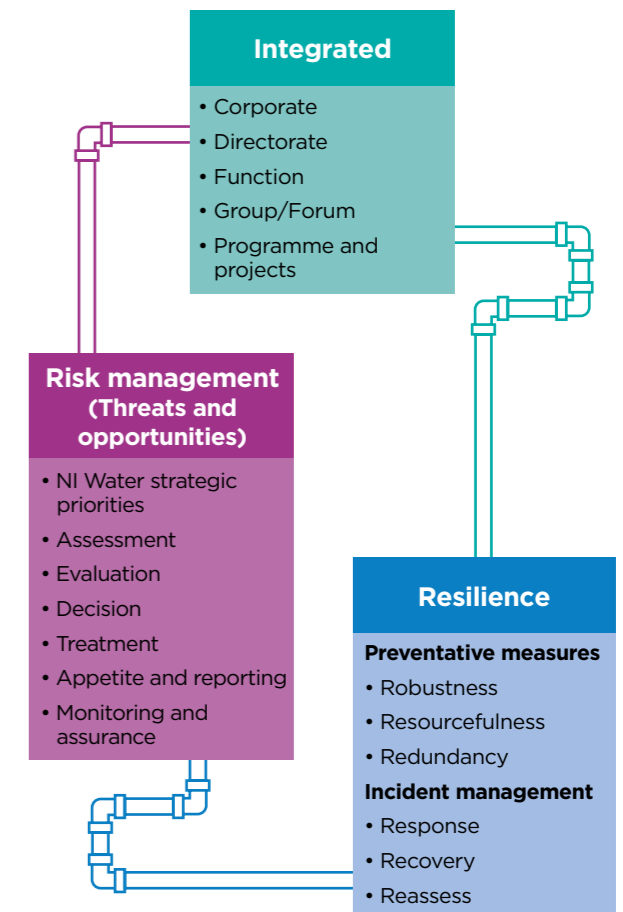 Integrated
• Corporate
• Directorate
• Function
• Group/Forum
• Programme and
projects
Risk management
(Threats and
opportunities)
• NI Water strategic
priorities
• Assessment
• Evaluation
• Decision
• Treatment
• Appetite and reporting
• Monitoring and
assurance
Resilience
Preventative measures
• Robustness
• Resourcefulness
• Redundancy
Incident management
• Response
• Recovery
• Reassess